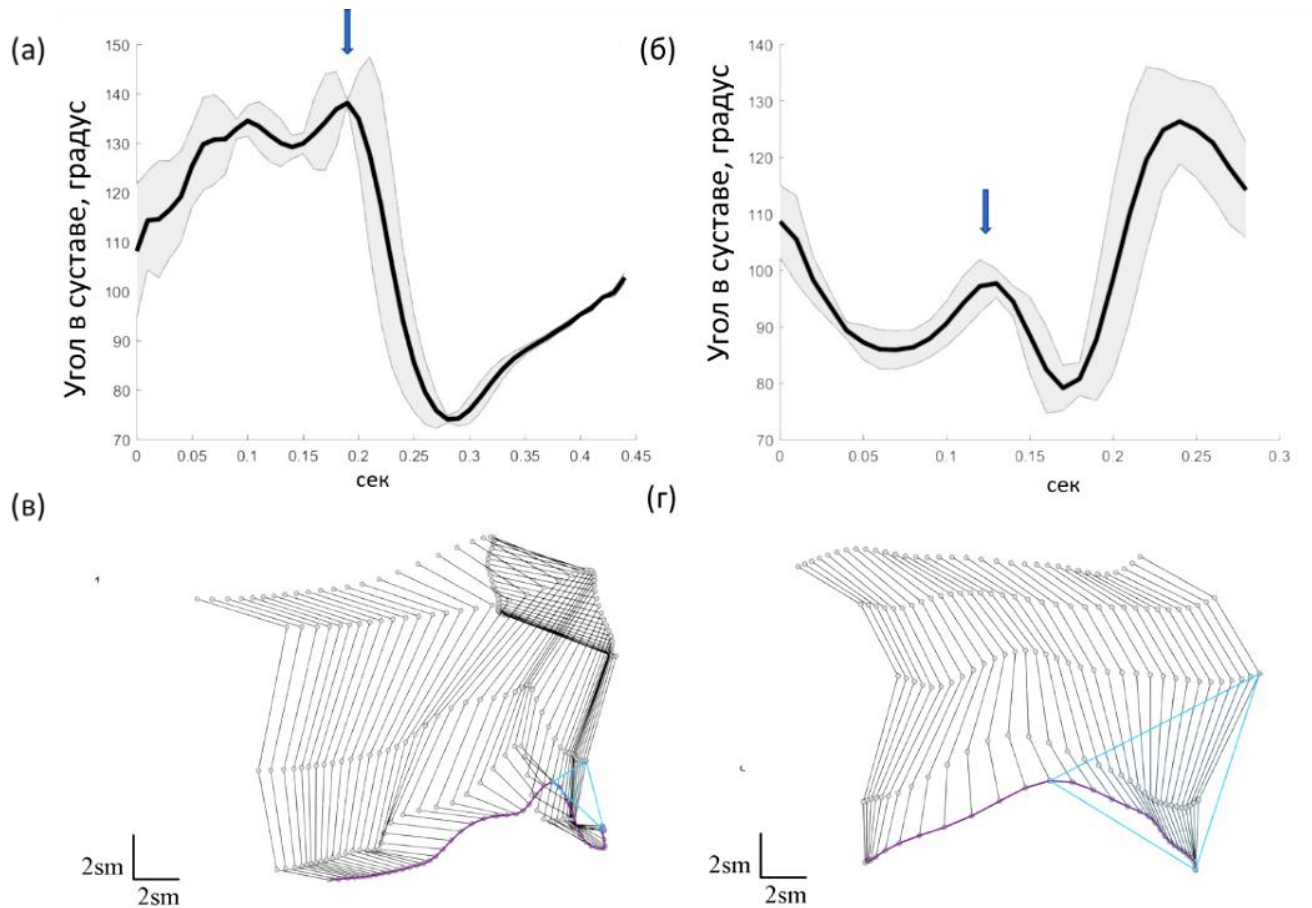 (а)
Угол в суставе, градус
150
140
130
120
110
100
90
80
70
0 0.05 0.1 0.15 0.2 0.25 0.3 0.35 0.4 0.45
сек
(б)
Угол в суставе, градус
140
130
120
110
100
90
80
70
0 0.05 0.1 0.15 0.2 0.25 0.3
сек
(в)
2sm
2sm
(г)
2sm
2sm